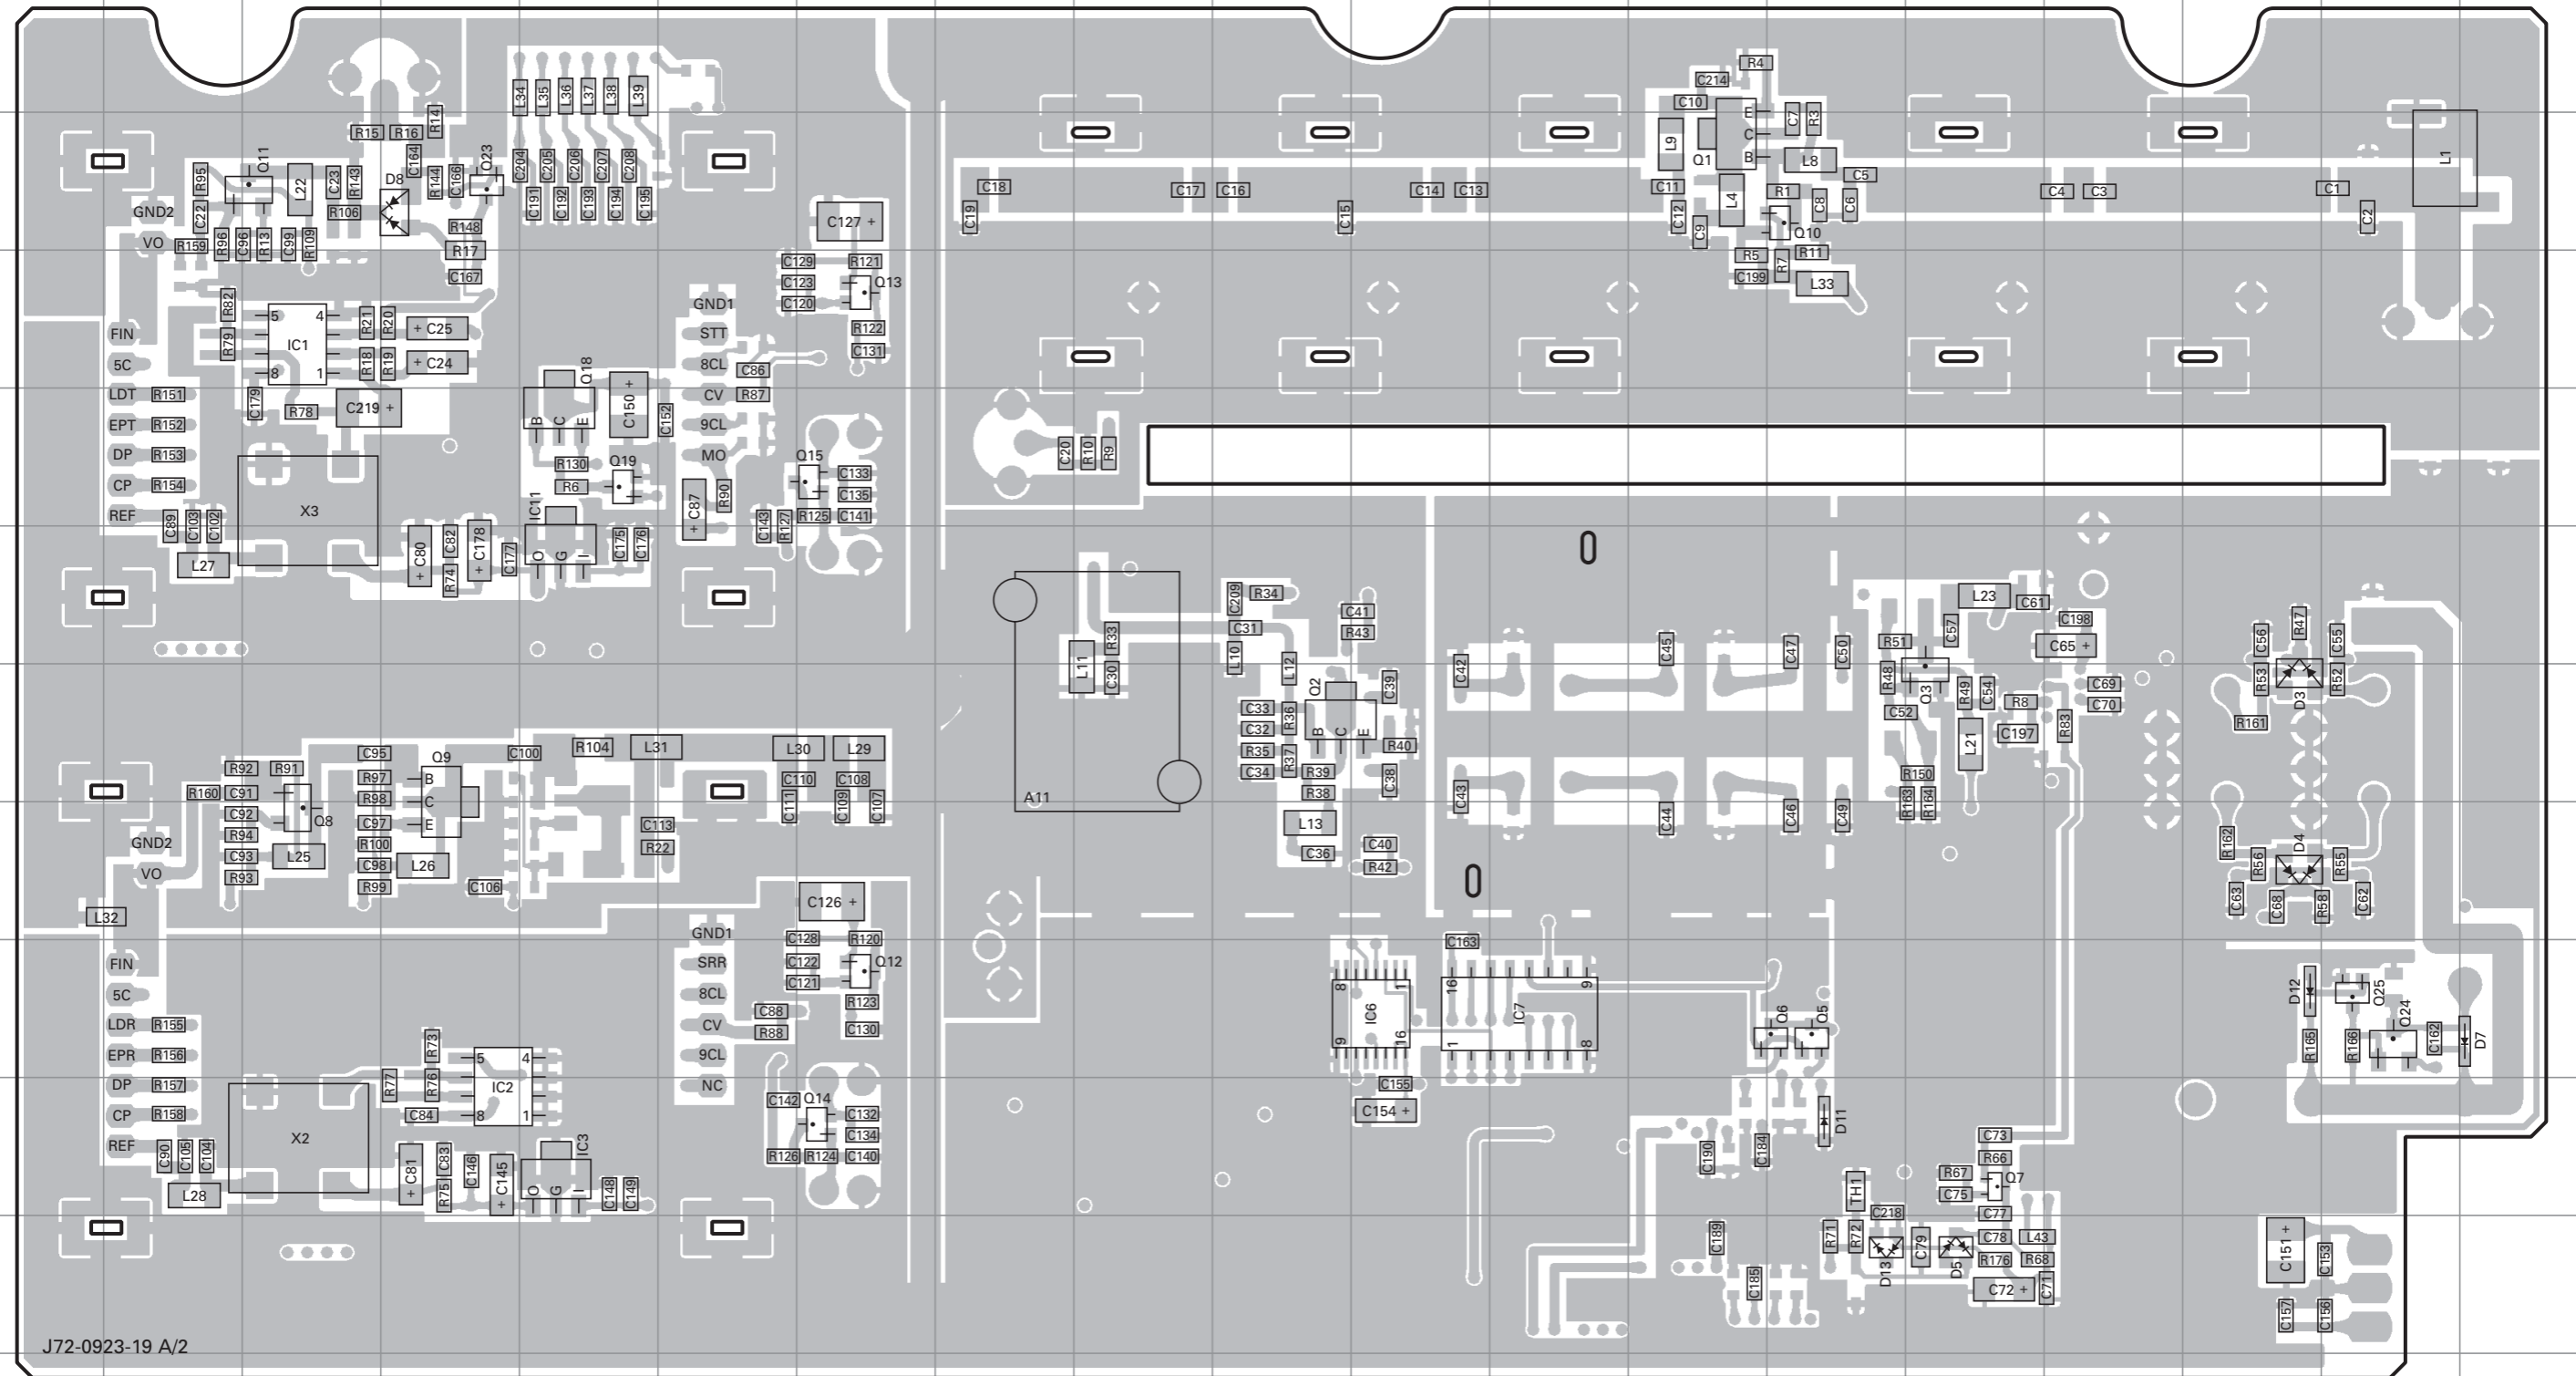 R4
C214
C10
L34 L35 L36 L37 L38 L39
E
C
B
C7 R3
L9
Q1
L8
R15 R16 R14
C164
Q11
Q23
D8
R95
L22
C23 R143
R144 C166
C204 C205 C206 C207 C208
C191 C192 C193 C194 C195
R106
GND2
C22
VO
R159
R96 C96 R13 C99 R109
R148
R17
C167
C127 +
C18
C19
C17 C16
C15
C14 C13
C11
C12
L4
C9
R1
C8
C6
C5
Q10
R5
R7
R11
C199
L33
C4 C3
C1
C2
L1
C129 R121
C123
C120
Q13
R122
C131
R82
R79
5 4
IC1
8 1
R21 R20
R18 R19
+ C25
+ C24
FIN
5C
LDT R151
EPT R152
DP R153
CP R154
REF
C179
R78
C219 +
X3
C89 C103 C102
L27
C80 +
C82
R74
C178 +
C177
Q18
B C E
C150 +
C152
R130
Q19
R6
IC11
O G I
C175 C176
GND1
STT
8CL
CV
9CL
MO
C86
R87
C87 +
R90
Q15
C133
C135
C143 R127
R125 C141
C20 R10 R9
L11
R33
C30
A11
C209
R34
C31
L10
L12
C41
R43
Q2
C39
B C E
C33
C32
R35
C34
R36
R37
R39
R38
R40
C38
L13
C36
C40
R42
C42
C43
C45
C44
C47
C46
C50
C49
L23
C61
C57
R51
C198
C65 +
R48
Q3
R49 C54
C52
R8
C197
R83
L21
R150
R163 R164
C69
C70
C56
R47
C55
R53
D3
R52
R161
R162
R56
D4
R55
C63
C68
R58
C62
C95
R97
R98
C97
R100
C98
R99
Q9
B
C
E
L26
C100
C106
R104
L31
L30
L29
C110
C111
C108
C109 C107
C113
R22
R92 R91
R160 C91
C92
R94
C93
R93
Q8
L25
GND2
VO
L32
C126 +
C128 R120
C122
C121
Q12
R123
C130
GND1
SRR
8CL
CV
9CL
NC
C88
R88
FIN
5C
LDR R155
EPR R156
DP R157
CP R158
REF
C90 C105 C104
L28
X2
R73
R77
R76
C84
5 4
IC2
8 1
C81 +
C83
R75
C146
C145 +
IC3
O G I
C148 C149
C142
Q14
C132
C134
R126 R124 C140
C163
8 1
IC6
9 16
16 9
IC7
1 8
C155
C154 +
Q6
Q5
D11
C190
C184
C189
C185
TH1
R71
R72
C218
D13
C79
D5
C73
R66
R67
C75
Q7
C77
C78
L43
R176 R68
C72 +
C71
D12
Q25
Q24
R165
R166
C162
D7
C151 +
C153
C157 C156
J72-0923-19 A/2